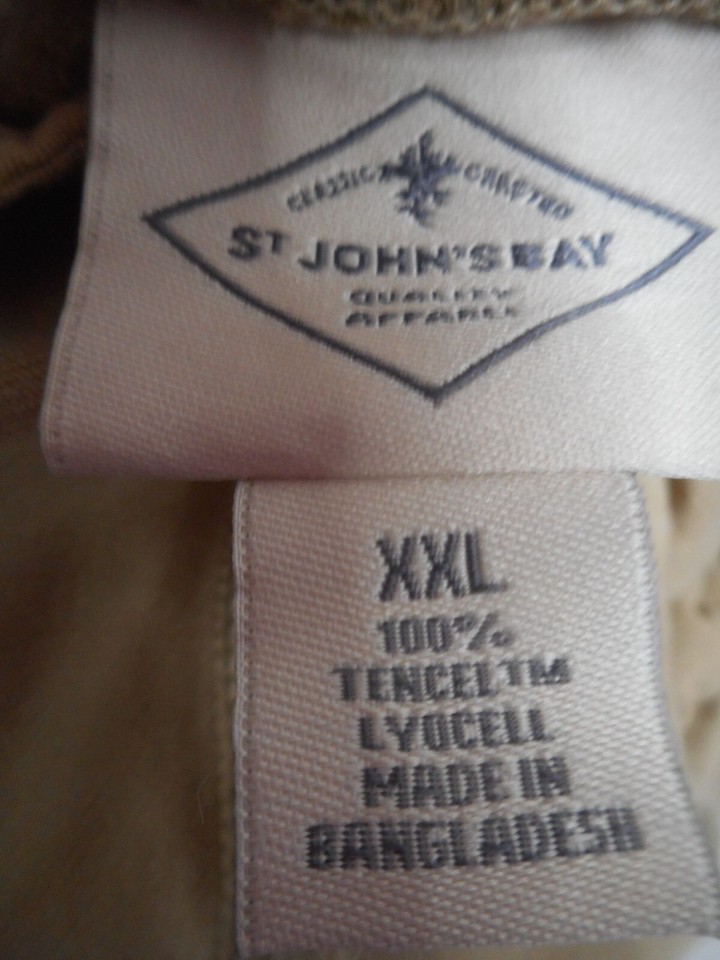 CLASSIC CRAFTED
ST JOHN'S BAY
QUALITY
APPAREL
XXL
100%
TENCEL™
LYOCELL
MADE IN
BANGLADESH